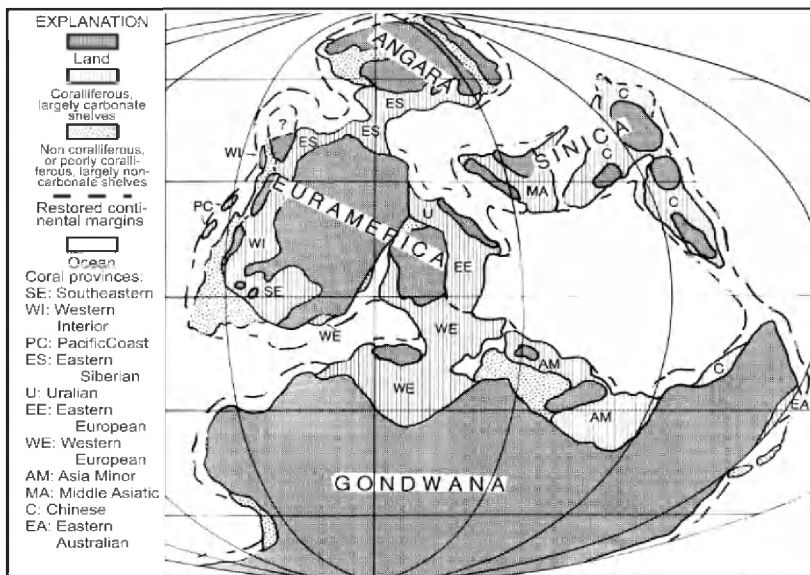 EXPLANATION
Land
Coralliferous,
largely carbonate
shelves
Non coralliferous,
or poorly coralli-
ferous, largely non-
carbonate shelves
Restored conti-
nental margins
Ocean
Coral provinces:
SE: Southeastern
WI: Western
Interior
PC: PacificCoast
ES: Eastern
Siberian
U: Uralian
EE: Eastern
European
WE: Western
European
AM: Asia Minor
MA: Middle Asiatic
C: Chinese
EA: Eastern
Australian
ANGARA
ES
?
ES
ES
C
SINICA
C
WI
MA
PC
U
C
EURAMERICA
WI
EE
SE
WE
WE
AM
C
WE
AM
EA
GONDWANA